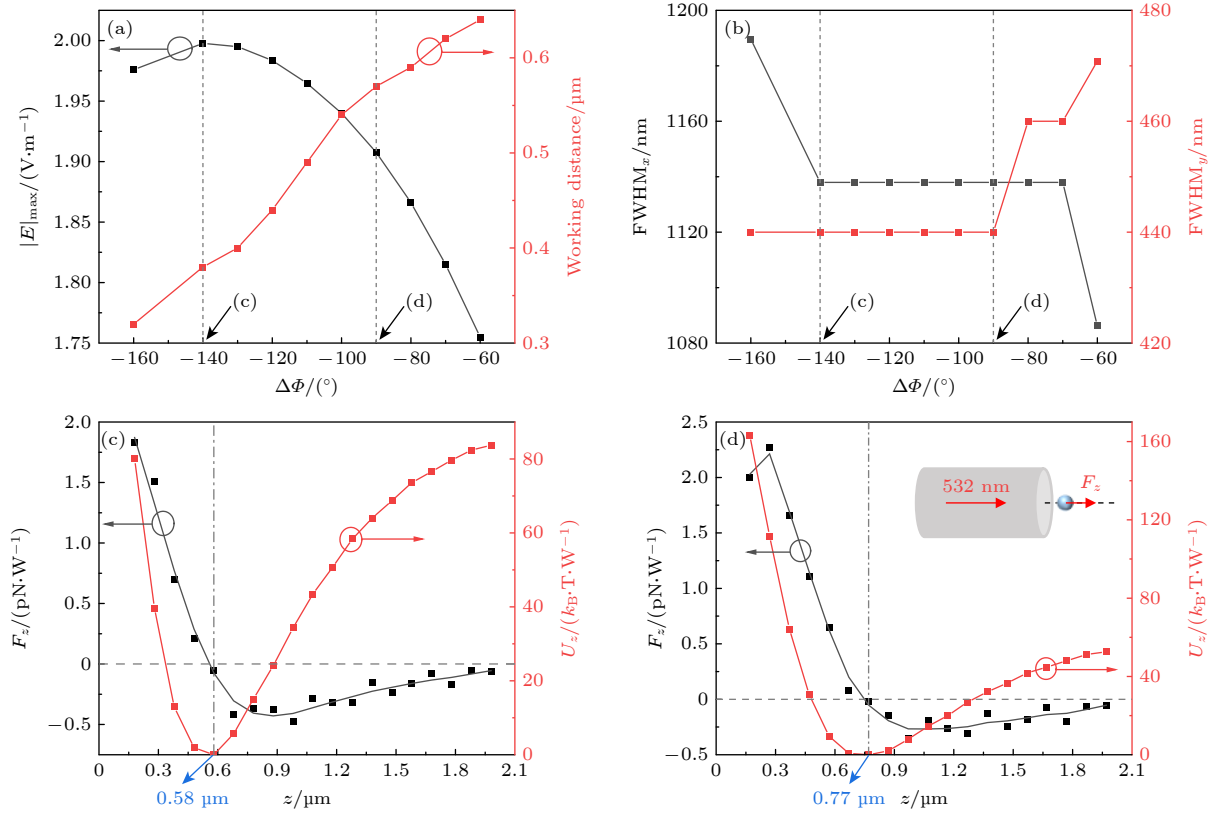 (a)
2.00
1.95
1.90
1.85
1.80
1.75
|E|max/(V·m−1)
0.6
0.5
0.4
0.3
Working distance/μm
(c)
(d)
−160 −140 −120 −100 −80 −60
ΔΦ/(°)
(b)
1200
1160
1120
1080
FWHMx/nm
480
460
440
420
FWHMy/nm
(c)
(d)
−160 −140 −120 −100 −80 −60
ΔΦ/(°)
(c)
2.0
1.5
1.0
0.5
0
−0.5
Fz/(pN·W−1)
80
60
40
20
0
Uz/(kB·T·W−1)
0 0.3 0.6 0.9 1.2 1.5 1.8 2.1
0.58 μm
z/μm
(d)
2.5
2.0
1.5
1.0
0.5
0
−0.5
Fz/(pN·W−1)
532 nm
Fz
160
120
80
40
0
Uz/(kB·T·W−1)
0 0.3 0.6 0.9 1.2 1.5 1.8 2.1
0.77 μm
z/μm